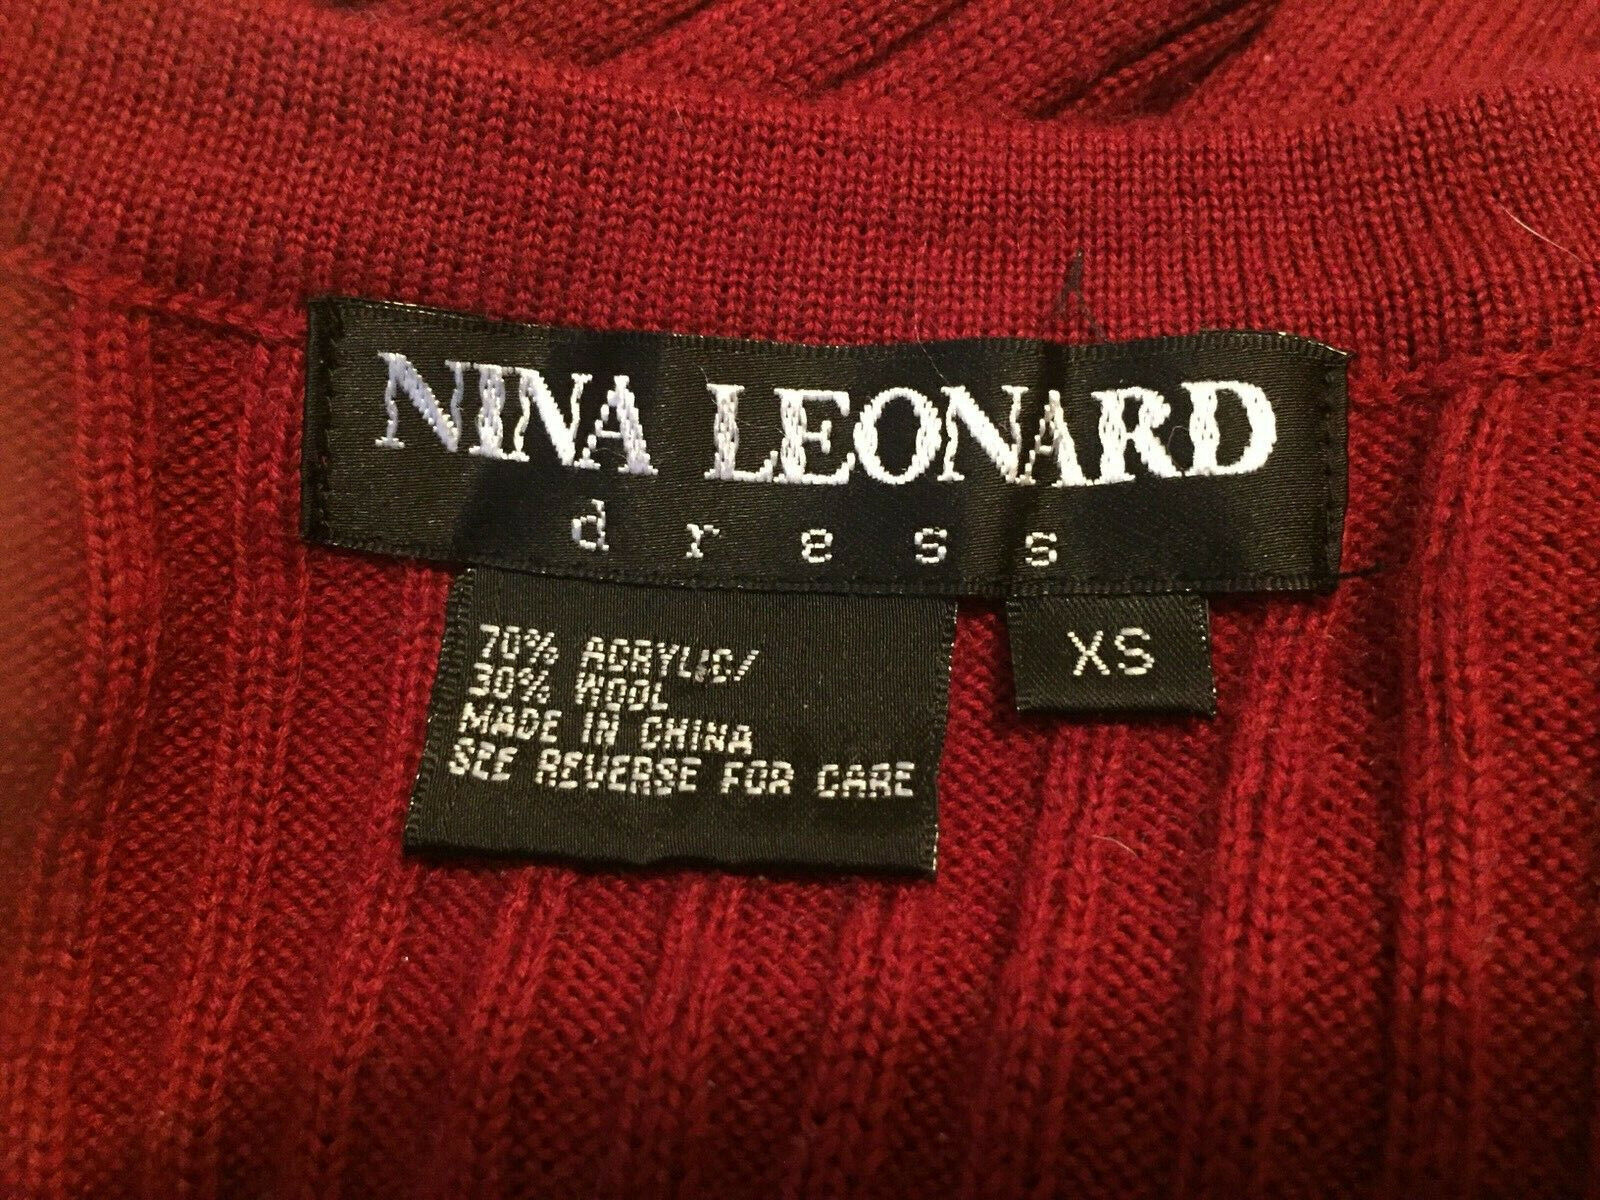 NINA LEONARD
dress
XS
70% ACRYLIC/
30% WOOL
MADE IN CHINA
SEE REVERSE FOR CARE